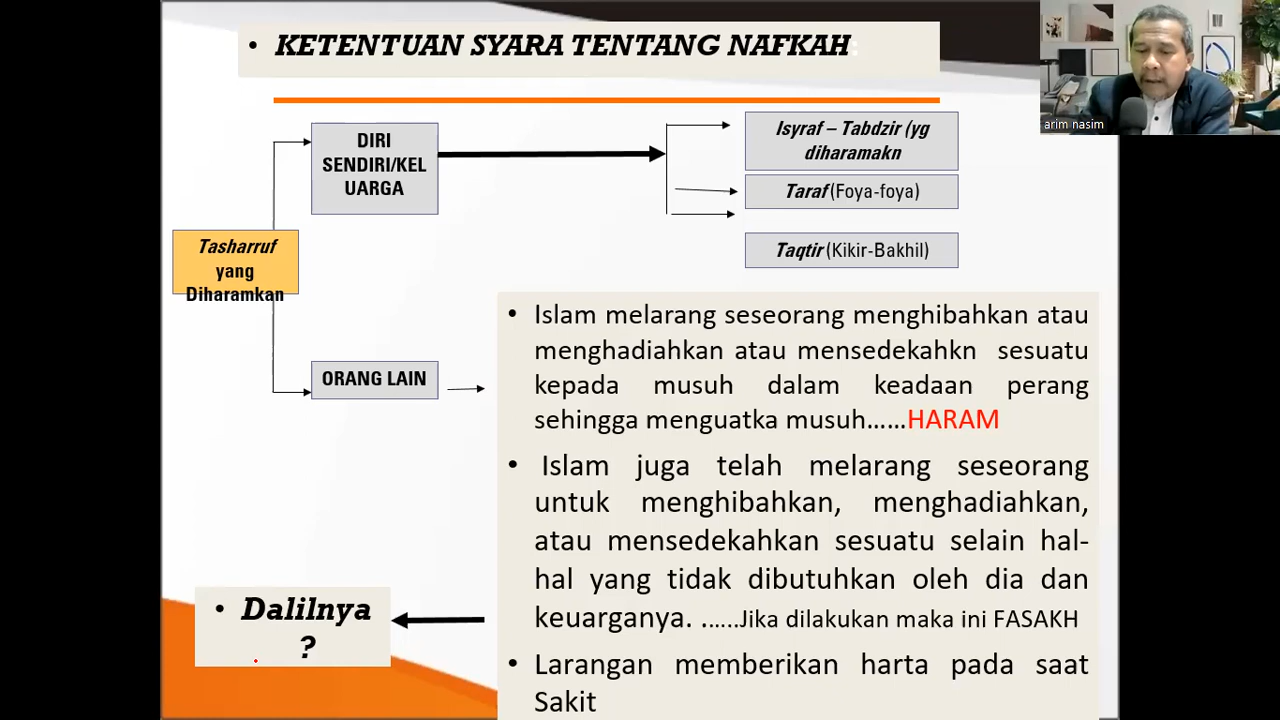 • KETENTUAN SYARA TENTANG NAFKAH:
arim nasim
DIRI
SENDIRI/KEL
UARGA
Isyraf – Tabdzir (yg
diharamakn
Taraf (Foya-foya)
Taqtir (Kikir-Bakhil)
Tasharruf
yang
Diharamkan
ORANG LAIN
• Islam melarang seseorang menghibahkan atau
menghadiahkan atau mensedekahkn sesuatu
kepada musuh dalam keadaan perang
sehingga menguatka musuh......HARAM
• Islam juga telah melarang seseorang
untuk menghibahkan, menghadiahkan,
atau mensedekahkan sesuatu selain hal-
hal yang tidak dibutuhkan oleh dia dan
keuarganya. ......Jika dilakukan maka ini FASAKH
• Larangan memberikan harta pada saat
Sakit
• Dalilnya
?